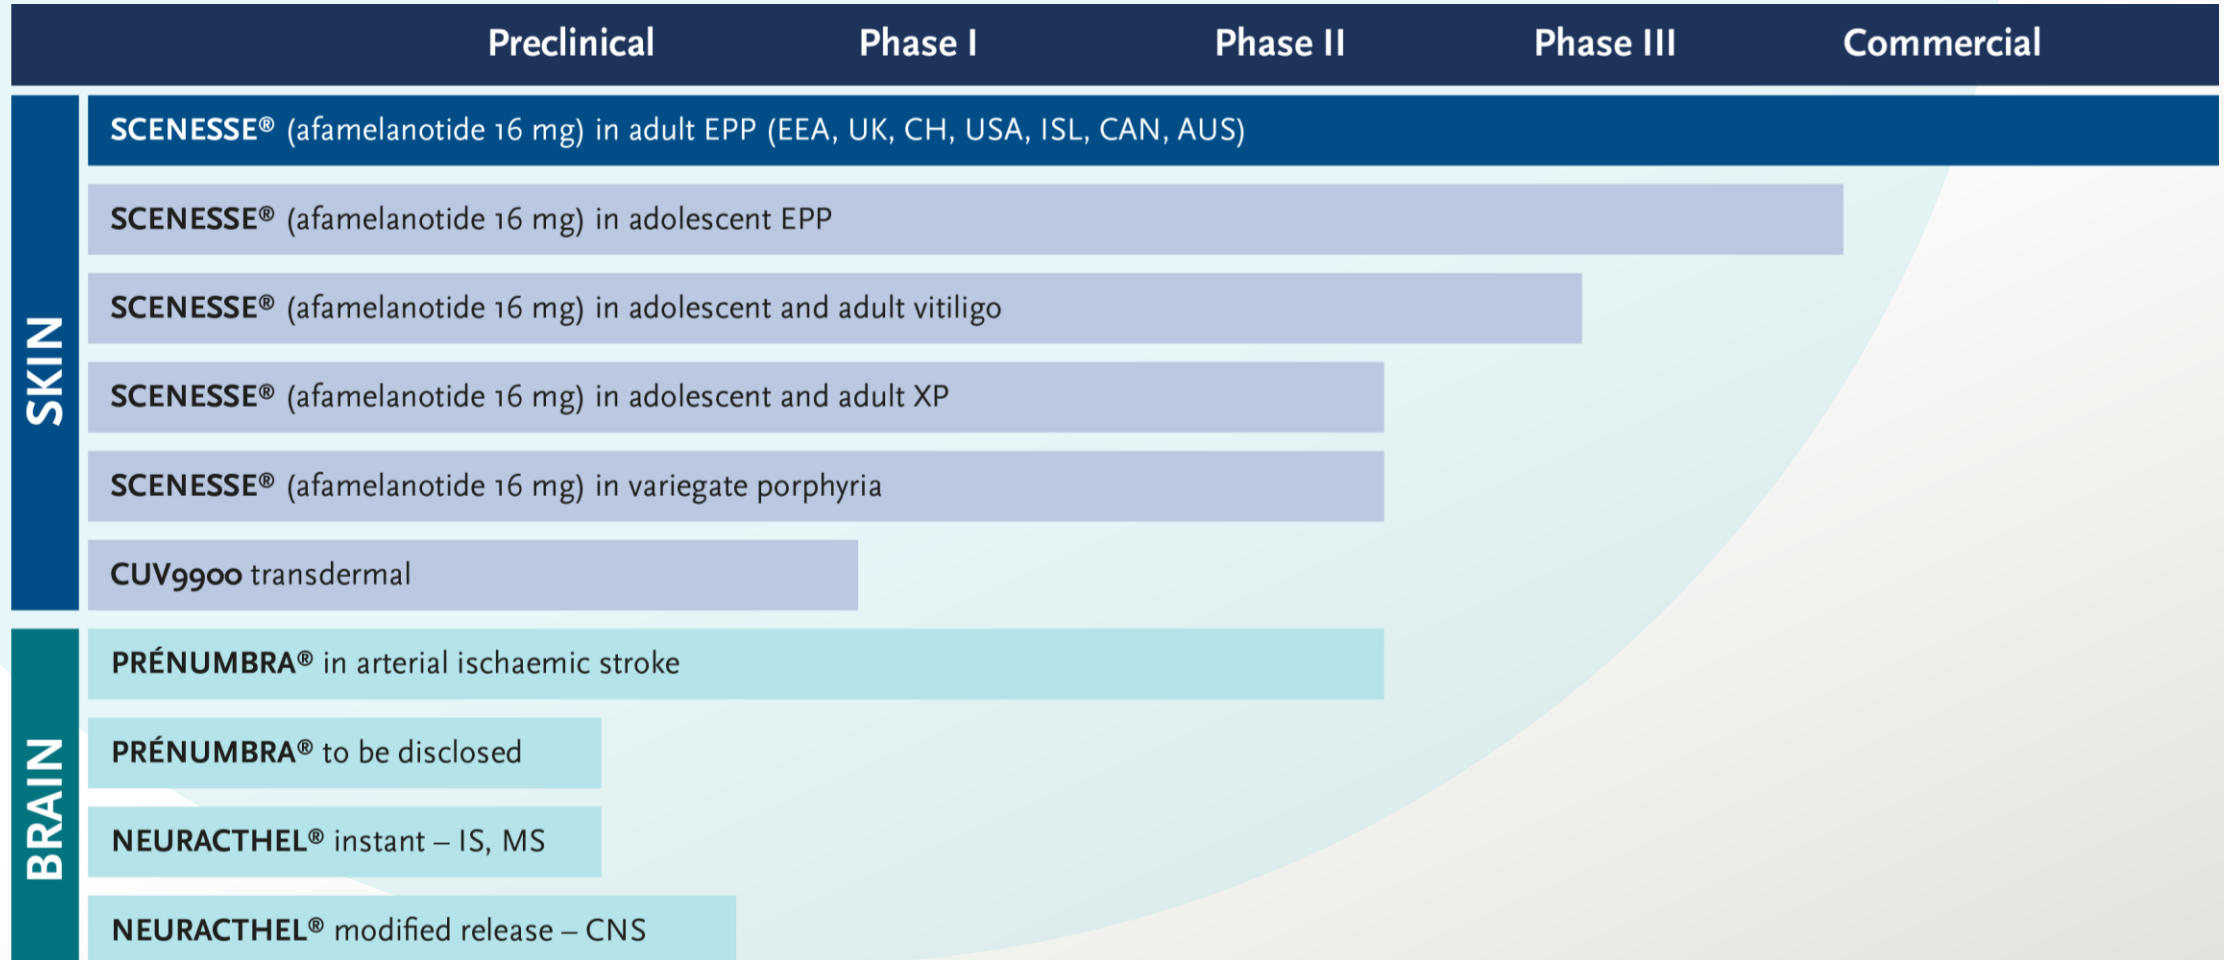 Preclinical Phase I Phase II Phase III Commercial
SKIN
SCENESSE® (afamelanotide 16 mg) in adult EPP (EEA, UK, CH, USA, ISL, CAN, AUS)
SCENESSE® (afamelanotide 16 mg) in adolescent EPP
SCENESSE® (afamelanotide 16 mg) in adolescent and adult vitiligo
SCENESSE® (afamelanotide 16 mg) in adolescent and adult XP
SCENESSE® (afamelanotide 16 mg) in variegate porphyria
CUV9900 transdermal
BRAIN
PRÉNUMBRA® in arterial ischaemic stroke
PRÉNUMBRA® to be disclosed
NEURACTHEL® instant – IS, MS
NEURACTHEL® modified release – CNS